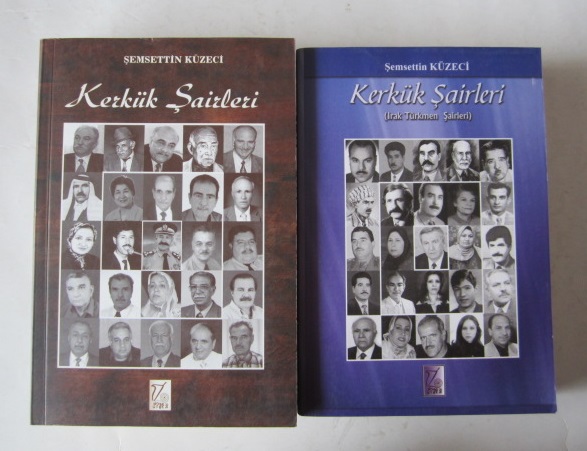 ŞEMSETTİN KÜZECİ
Kerkük Şairleri
Şemsettin KÜZECİ
Kerkük Şairleri
(Irak Türkmen Şairleri)